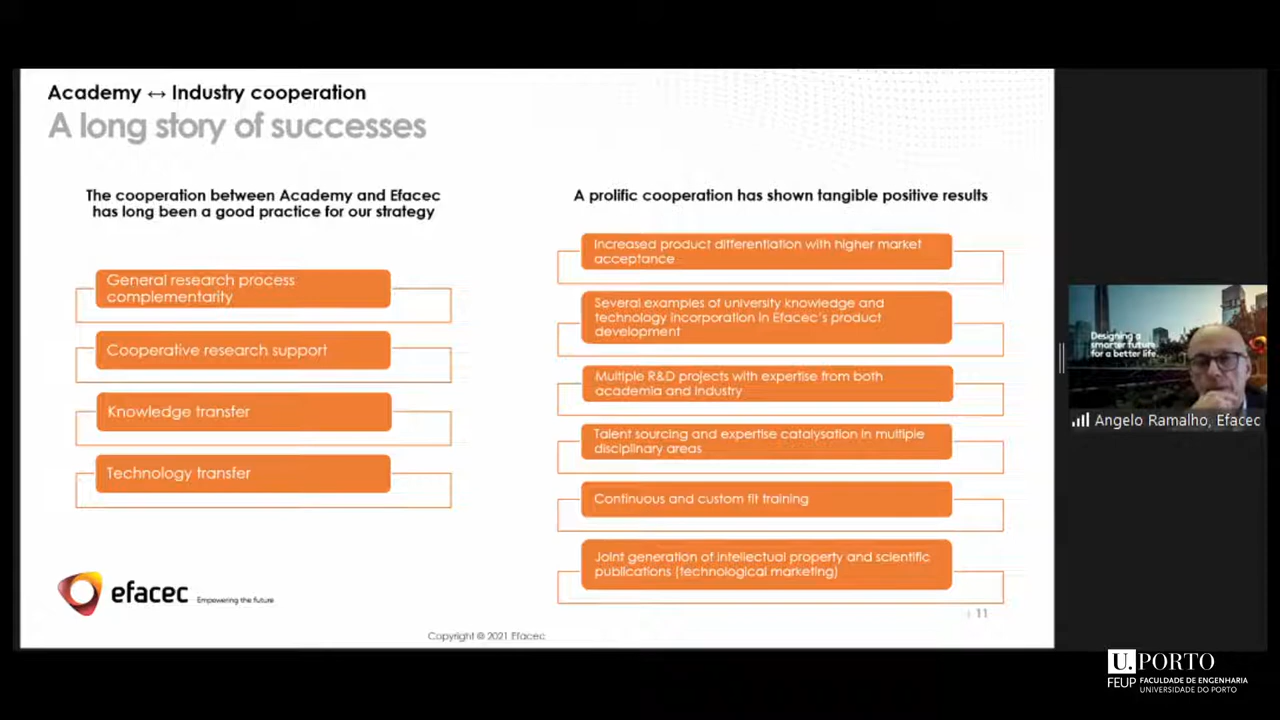 Academy ↔ Industry cooperation
A long story of successes
The cooperation between Academy and Efacec
has long been a good practice for our strategy
General research process
complementarity
Cooperative research support
Knowledge transfer
Technology transfer
A prolific cooperation has shown tangible positive results
Increased product differentiation with higher market
acceptance
Several examples of university knowledge and
technology incorporation in Efacec's product
development
Multiple R&D projects with expertise from both
academia and industry
Talent sourcing and expertise catalysation in multiple
disciplinary areas
Continuous and custom fit training
Joint generation of intellectual property and scientific
publications (technological marketing)
efacec Empowering the future
11
Copyright @ 2021 Efacec
Designing a
smarter future
for a better life.
Angelo Ramalho, Efacec
U. PORTO
FEUP FACULDADE DE ENGENHARIA
UNIVERSIDADE DO PORTO